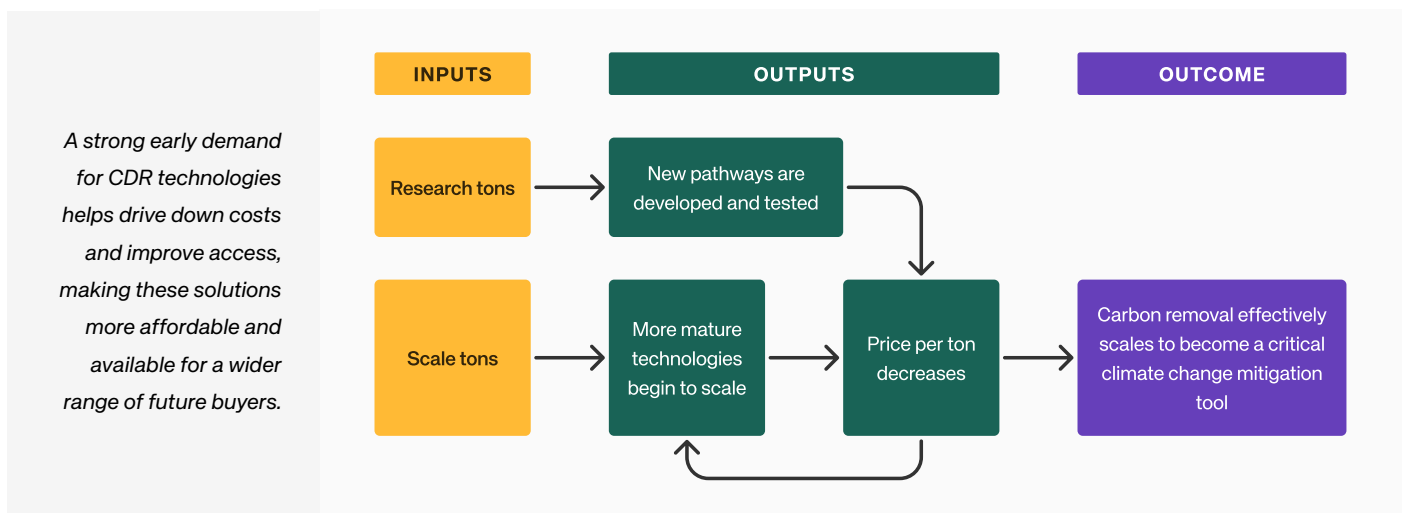 A strong early demand
for CDR technologies
helps drive down costs
and improve access,
making these solutions
more affordable and
available for a wider
range of future buyers.
INPUTS
OUTPUTS
OUTCOME
Research tons
New pathways are
developed and tested
Scale tons
More mature
technologies
begin to scale
Price per ton
decreases
Carbon removal effectively
scales to become a critical
climate change mitigation
tool